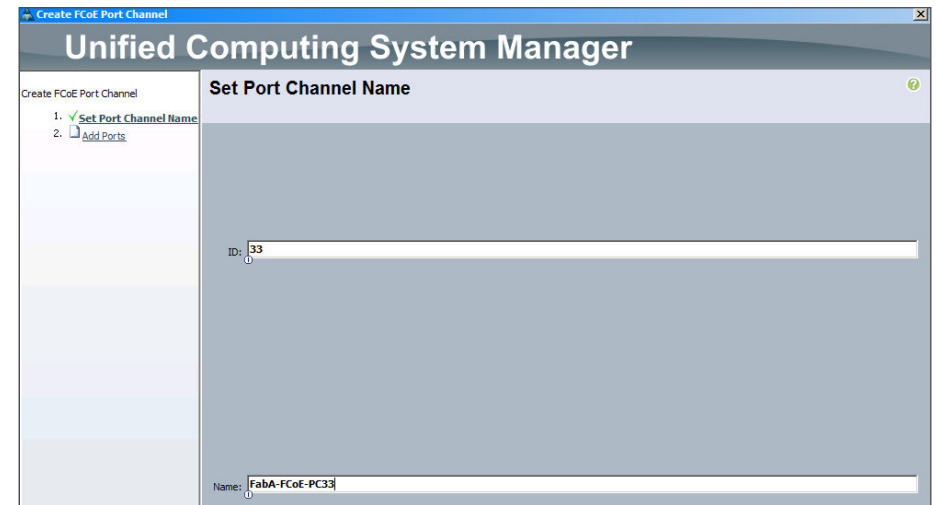 Create FCoE Port Channel
Unified Computing System Manager
Create FCoE Port Channel
1. Set Port Channel Name
2. Add Ports
Set Port Channel Name
ID: 33
Name: FabA-FCoE-PC33